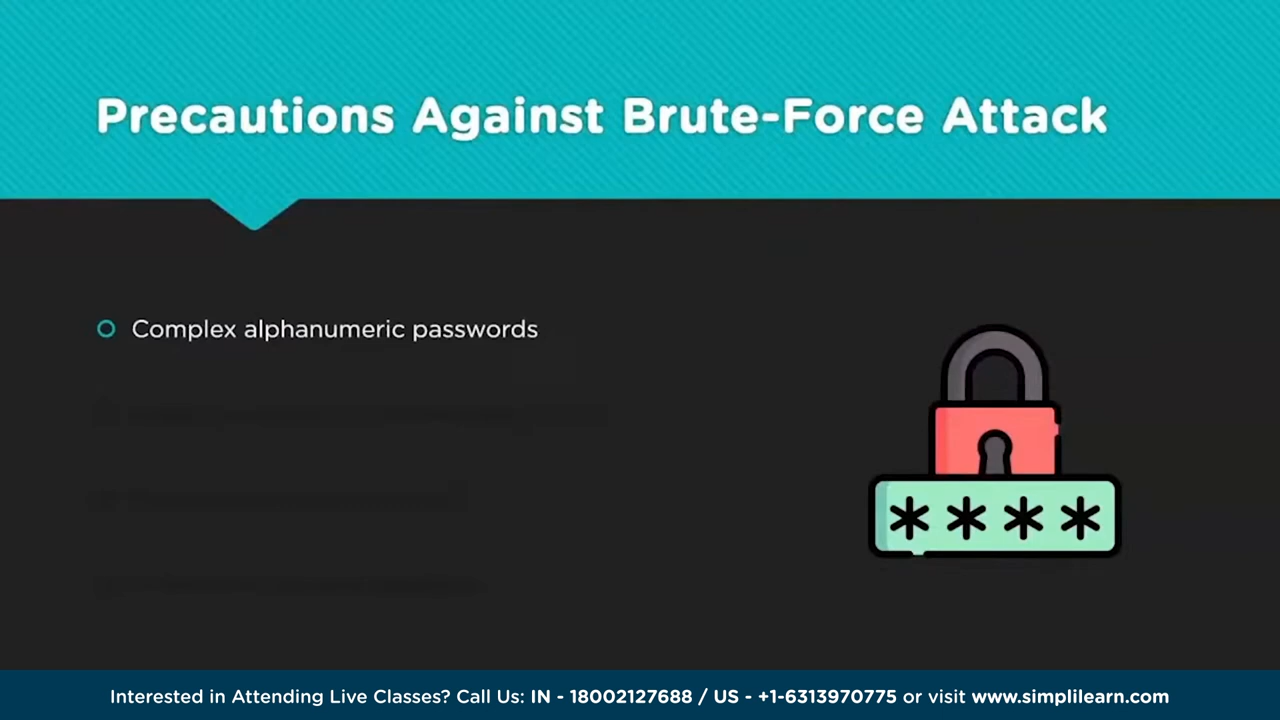 Precautions Against Brute-Force Attack
Complex alphanumeric passwords
* * * *
Interested in Attending Live Classes? Call Us: IN - 18002127688 / US - +1-6313970775 or visit www.simplilearn.com